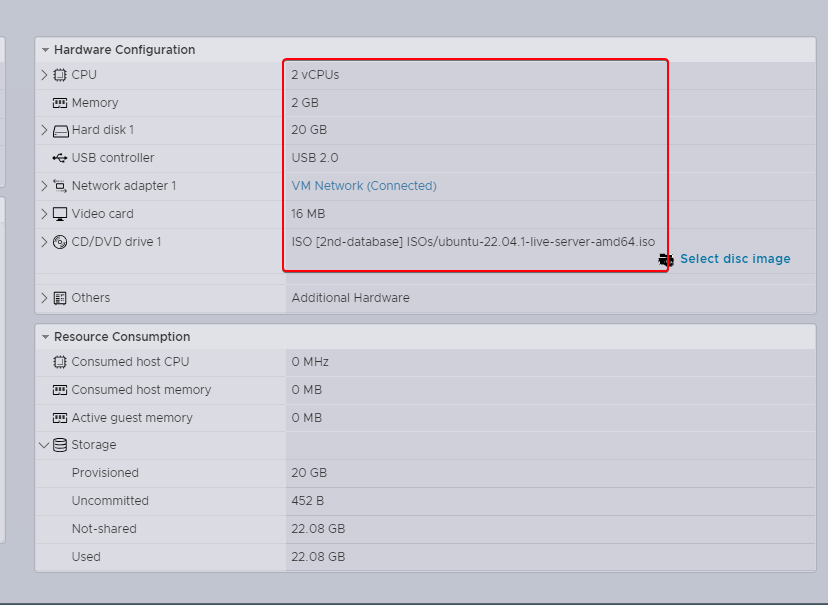 Hardware Configuration
CPU 2 vCPUs
Memory 2 GB
Hard disk 1 20 GB
USB controller USB 2.0
Network adapter 1 VM Network (Connected)
Video card 16 MB
CD/DVD drive 1 ISO [2nd-database] ISOs/ubuntu-22.04.1-live-server-amd64.iso
Select disc image
Others Additional Hardware
Resource Consumption
Consumed host CPU 0 MHz
Consumed host memory 0 MB
Active guest memory 0 MB
Storage
Provisioned 20 GB
Uncommitted 452 B
Not-shared 22.08 GB
Used 22.08 GB